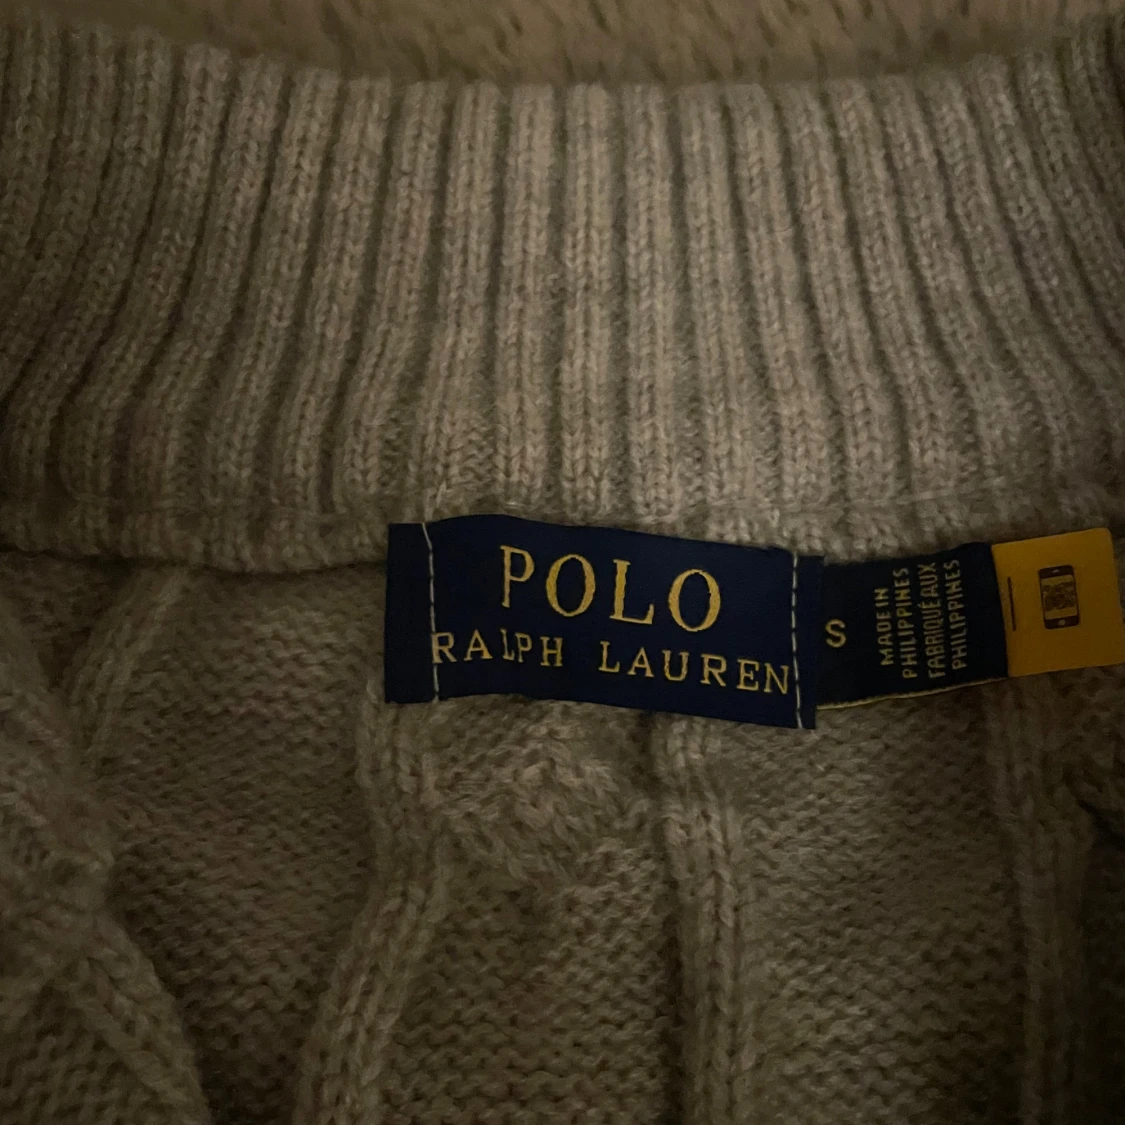 POLO
RALPH LAUREN
S
MADE IN
PHILIPPINES
FABRIQUÉ AUX
PHILIPPINES